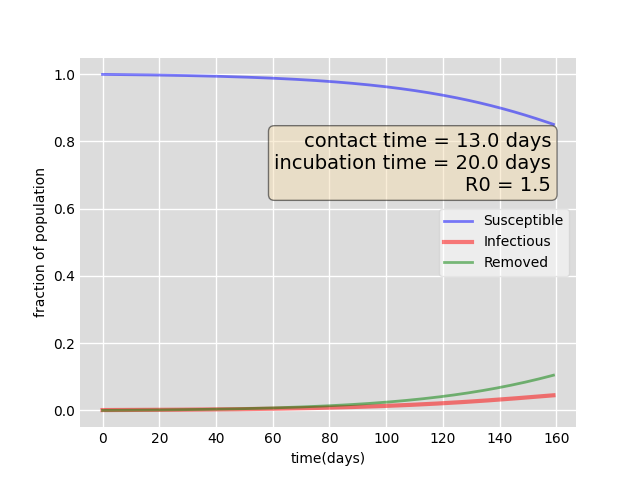 1.0
0.8
0.6
0.4
0.2
0.0
fraction of population
contact time = 13.0 days
incubation time = 20.0 days
R0 = 1.5
Susceptible
Infectious
Removed
0 20 40 60 80 100 120 140 160
time(days)